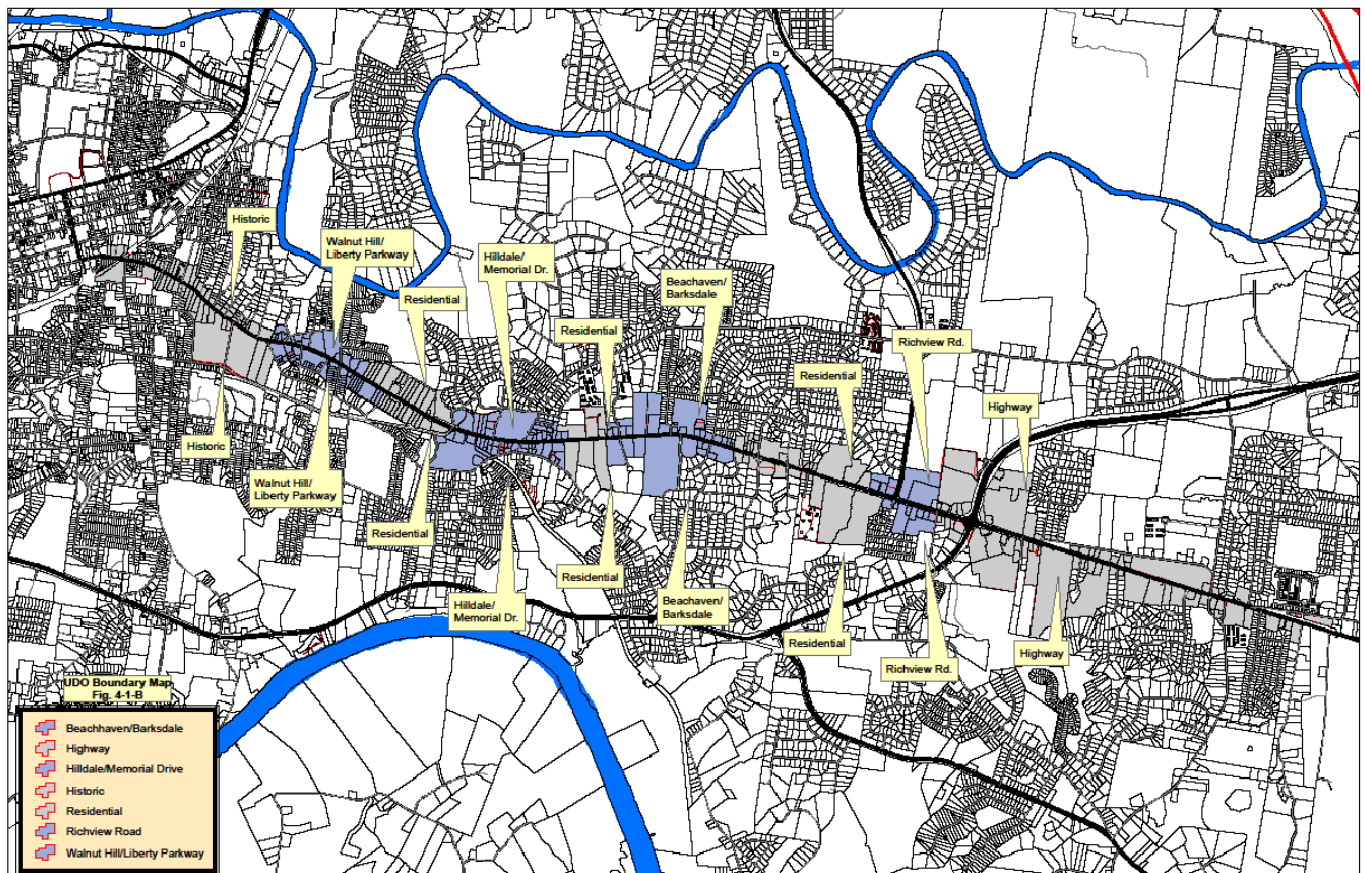 Historic
Walnut Hill/
Liberty Parkway
Hilldale/
Memorial Dr.
Residential
Beachaven/
Barksdale
Residential
Richview Rd.
Residential
Highway
Historic
Walnut Hill/
Liberty Parkway
Residential
Residential
Hilldale/
Memorial Dr.
Beachaven/
Barksdale
Residential
Richview Rd.
Highway
UDO Boundary Map
Fig. 4-1-B
Beachhaven/Barksdale
Highway
Hilldale/Memorial Drive
Historic
Residential
Richview Road
Walnut Hill/Liberty Parkway